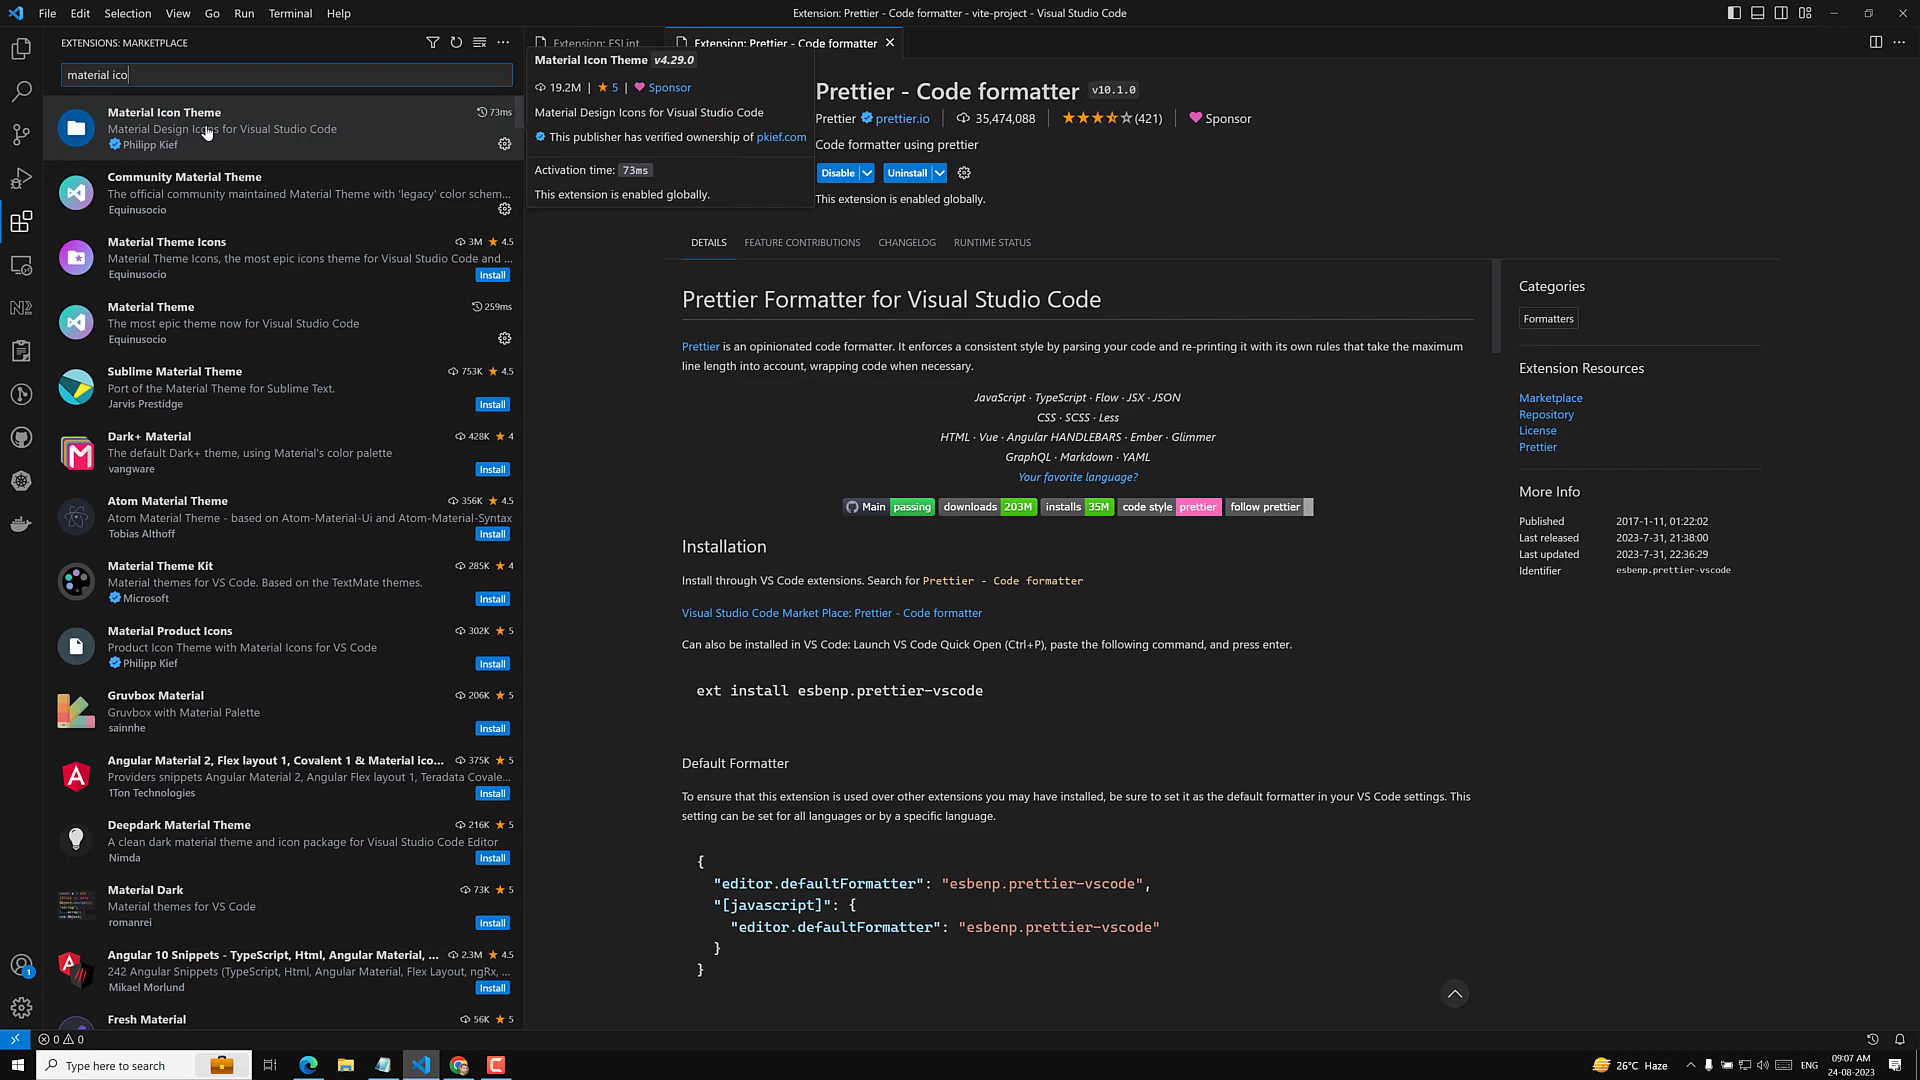 File Edit Selection View Go Run Terminal Help
Extension: Prettier - Code formatter - vite-project - Visual Studio Code
EXTENSIONS: MARKETPLACE
material ico
Material Icon Theme
73ms
Material Design Icons for Visual Studio Code
Philipp Kief
Community Material Theme
The official community maintained Material Theme with 'legacy' color schem...
Equinusocio
Material Theme Icons
3M ★ 4.5
Material Theme Icons, the most epic icons theme for Visual Studio Code and ...
Equinusocio
Install
Material Theme
259ms
The most epic theme now for Visual Studio Code
Equinusocio
Sublime Material Theme
753K ★ 4.5
Port of the Material Theme for Sublime Text.
Jarvis Prestidge
Install
Dark+ Material
428K ★ 4
The default Dark+ theme, using Material's color palette
vangware
Install
Atom Material Theme
356K ★ 4.5
Atom Material Theme - based on Atom-Material-Ui and Atom-Material-Syntax
Tobias Althoff
Install
Material Theme Kit
285K ★ 4
Material themes for VS Code. Based on the TextMate themes.
Microsoft
Install
Material Product Icons
302K ★ 5
Product Icon Theme with Material Icons for VS Code
Philipp Kief
Install
Gruvbox Material
206K ★ 5
Gruvbox with Material Palette
sainnhe
Install
Angular Material 2, Flex layout 1, Covalent 1 & Material ico...
375K ★ 5
Providers snippets Angular Material 2, Angular Flex layout 1, Teradata Covale...
1Ton Technologies
Install
Deepdark Material Theme
216K ★ 5
A clean dark material theme and icon package for Visual Studio Code Editor
Nimda
Install
Material Dark
73K ★ 5
Material themes for VS Code
romanrei
Install
Angular 10 Snippets - TypeScript, Html, Angular Material, ...
2.3M ★ 4.5
242 Angular Snippets (TypeScript, Html, Angular Material, Flex Layout, ngRx, ...
Mikael Morlund
Install
Fresh Material
56K ★ 5
Extension: ESLint
Extension: Prettier - Code formatter
Material Icon Theme v4.29.0
19.2M | ★ 5 | Sponsor
Material Design Icons for Visual Studio Code
This publisher has verified ownership of pkief.com
Activation time: 73ms
This extension is enabled globally.
Prettier - Code formatter v10.1.0
Prettier prettier.io | 35,474,088 | (421) | Sponsor
Code formatter using prettier
Disable Uninstall
This extension is enabled globally.
DETAILS FEATURE CONTRIBUTIONS CHANGELOG RUNTIME STATUS
Prettier Formatter for Visual Studio Code
Prettier is an opinionated code formatter. It enforces a consistent style by parsing your code and re-printing it with its own rules that take the maximum
line length into account, wrapping code when necessary.
JavaScript · TypeScript · Flow · JSX · JSON
CSS · SCSS · Less
HTML · Vue · Angular HANDLEBARS · Ember · Glimmer
GraphQL · Markdown · YAML
Your favorite language?
Main passing downloads 203M installs 35M code style prettier follow prettier
Installation
Install through VS Code extensions. Search for Prettier - Code formatter
Visual Studio Code Market Place: Prettier - Code formatter
Can also be installed in VS Code: Launch VS Code Quick Open (Ctrl+P), paste the following command, and press enter.
ext install esbenp.prettier-vscode
Default Formatter
To ensure that this extension is used over other extensions you may have installed, be sure to set it as the default formatter in your VS Code settings. This
setting can be set for all languages or by a specific language.
{
"editor.defaultFormatter": "esbenp.prettier-vscode",
"[javascript]": {
"editor.defaultFormatter": "esbenp.prettier-vscode"
}
}
Categories
Formatters
Extension Resources
Marketplace
Repository
License
Prettier
More Info
Published 2017-1-11, 01:22:02
Last released 2023-7-31, 21:38:00
Last updated 2023-7-31, 22:36:29
Identifier esbenp.prettier-vscode
1
0 0
Type here to search
26°C Haze
ENG
09:07 AM
24-08-2023